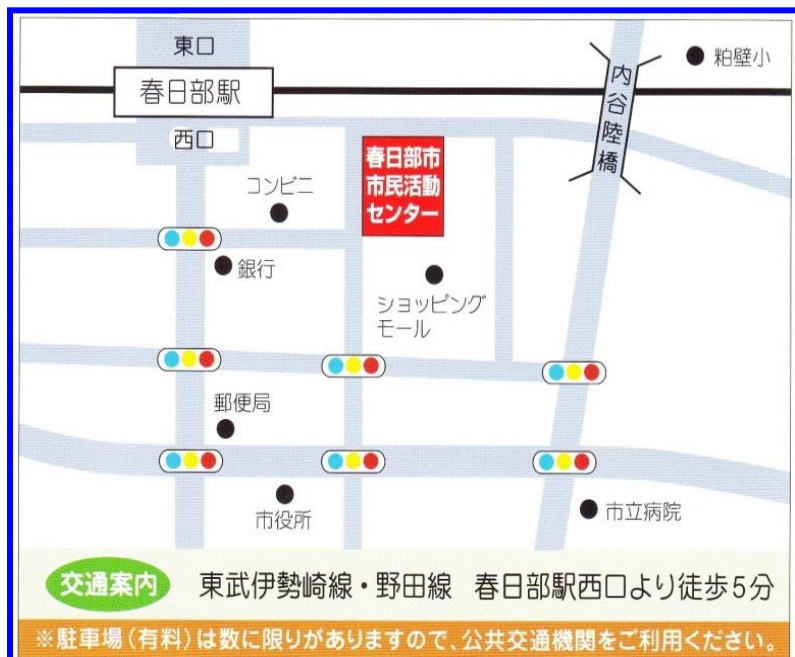 東口
春日部駅
西口
内谷陸橋
粕壁小
春日部市
市民活動
センター
コンビニ
銀行
ショッピング
モール
郵便局
市役所
市立病院
交通案内
東武伊勢崎線・野田線 春日部駅西口より徒歩5分
※駐車場(有料)は数に限りがありますので、公共交通機関をご利用ください。